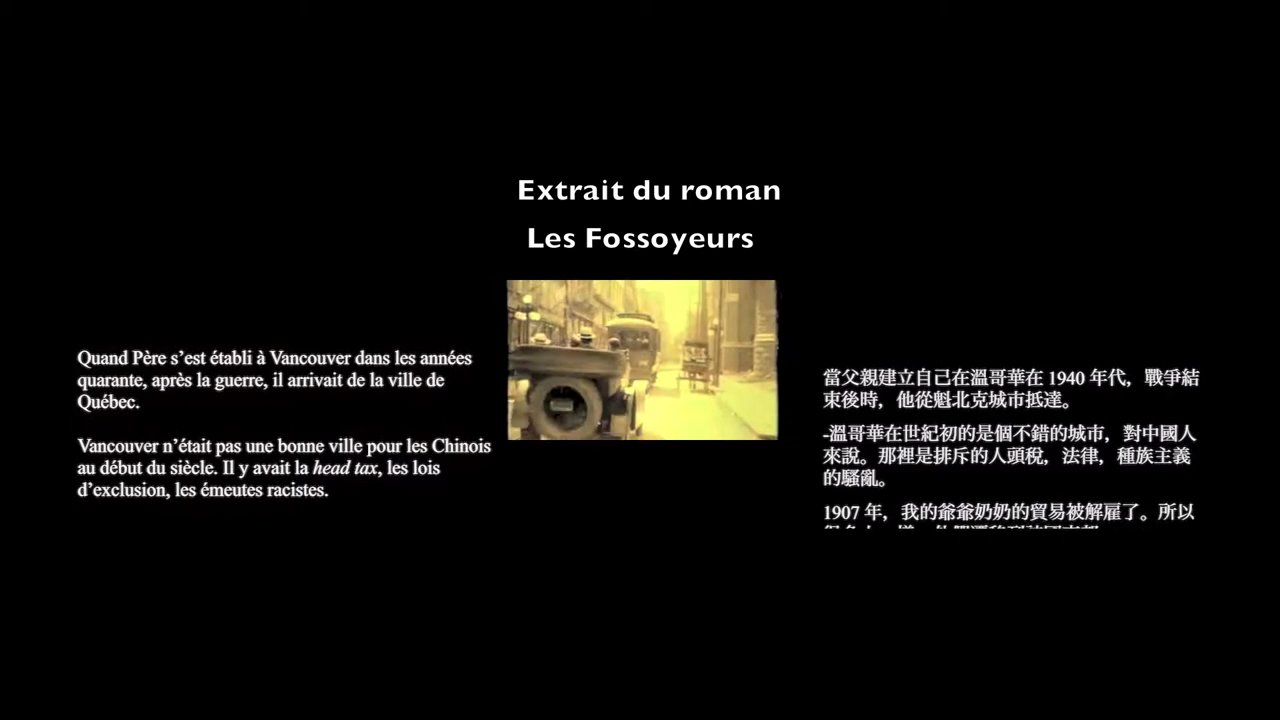 Extrait du roman
Les Fossoyeurs
Quand Père s’est établi à Vancouver dans les années
quarante, après la guerre, il arrivait de la ville de
Québec.
Vancouver n’était pas une bonne ville pour les Chinois
au début du siècle. Il y avait la head tax, les lois
d’exclusion, les émeutes racistes.
當父親建立自己在溫哥華在 1940 年代，戰爭結
束後時，他從魁北克城市抵達。
-溫哥華在世紀初的是個不錯的城市，對中國人
來說。那裡是排斥的人頭稅，法律，種族主義
的騷亂。
1907 年，我的爺爺奶奶的貿易被解雇了。所以